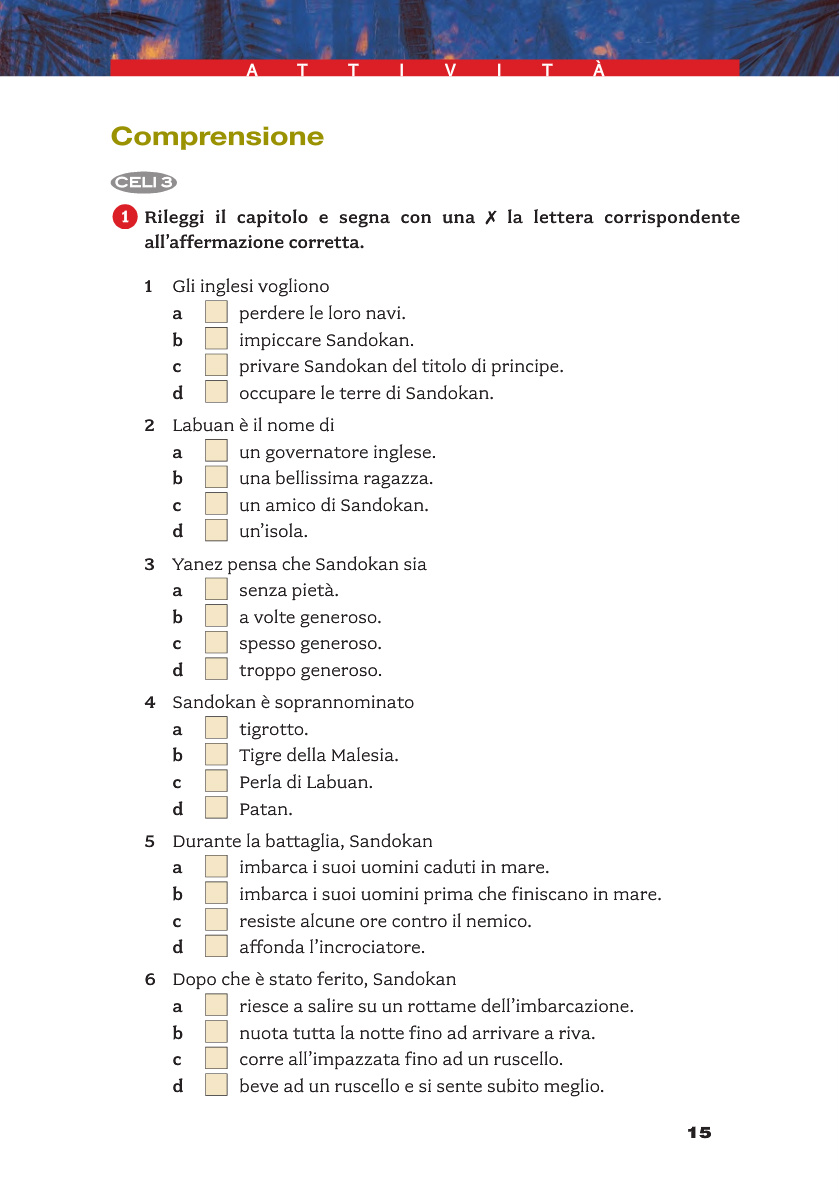 ATTIVITÀ
Comprensione
CELI 3
1 Rileggi il capitolo e segna con una ✗ la lettera corrispondente
all’affermazione corretta.
1 Gli inglesi vogliono
a perdere le loro navi.
b impiccare Sandokan.
c privare Sandokan del titolo di principe.
d occupare le terre di Sandokan.
2 Labuan è il nome di
a un governatore inglese.
b una bellissima ragazza.
c un amico di Sandokan.
d un’isola.
3 Yanez pensa che Sandokan sia
a senza pietà.
b a volte generoso.
c spesso generoso.
d troppo generoso.
4 Sandokan è soprannominato
a tigrotto.
b Tigre della Malesia.
c Perla di Labuan.
d Patan.
5 Durante la battaglia, Sandokan
a imbarca i suoi uomini caduti in mare.
b imbarca i suoi uomini prima che finiscano in mare.
c resiste alcune ore contro il nemico.
d affonda l’incrociatore.
6 Dopo che è stato ferito, Sandokan
a riesce a salire su un rottame dell’imbarcazione.
b nuota tutta la notte fino ad arrivare a riva.
c corre all’impazzata fino ad un ruscello.
d beve ad un ruscello e si sente subito meglio.
15